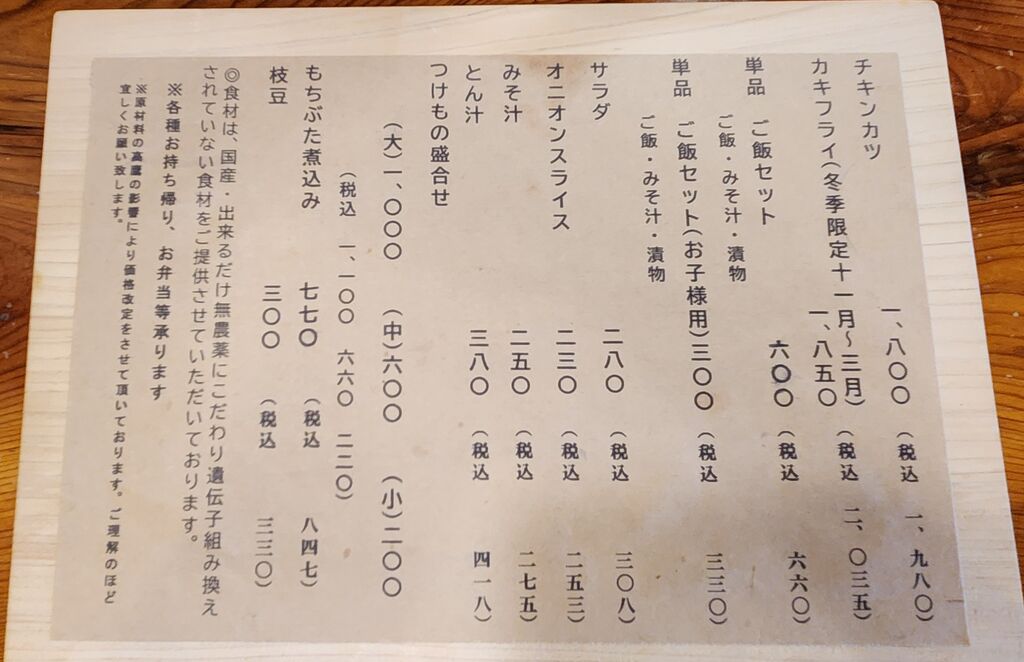 チキンカツ 一、八〇〇 （税込 一、九八〇）
カキフライ（冬季限定十一月～三月） 一、八五〇 （税込 二、〇三五）
単品 ご飯セット 六〇〇 （税込 六六〇）
ご飯・みそ汁・漬物
単品 ご飯セット（お子様用）三〇〇 （税込 三三〇）
ご飯・みそ汁・漬物
サラダ 二八〇 （税込 三〇八）
オニオンスライス 二三〇 （税込 二五三）
みそ汁 二五〇 （税込 二七五）
とん汁 三八〇 （税込 四一八）
つけもの盛合せ
（大）一、〇〇〇 （中）六〇〇 （小）二〇〇
（税込 一、一〇〇 六六〇 二二〇）
もちぶた煮込み 七七〇 （税込 八四七）
枝豆 三〇〇 （税込 三三〇）
◎食材は、国産・出来るだけ無農薬にこだわり遺伝子組み換え
されていない食材をご提供させていただいております。
※各種お持ち帰り、お弁当等承ります
※原材料の高騰の影響により価格改定をさせて頂いております。ご理解のほど
宜しくお願い致します。